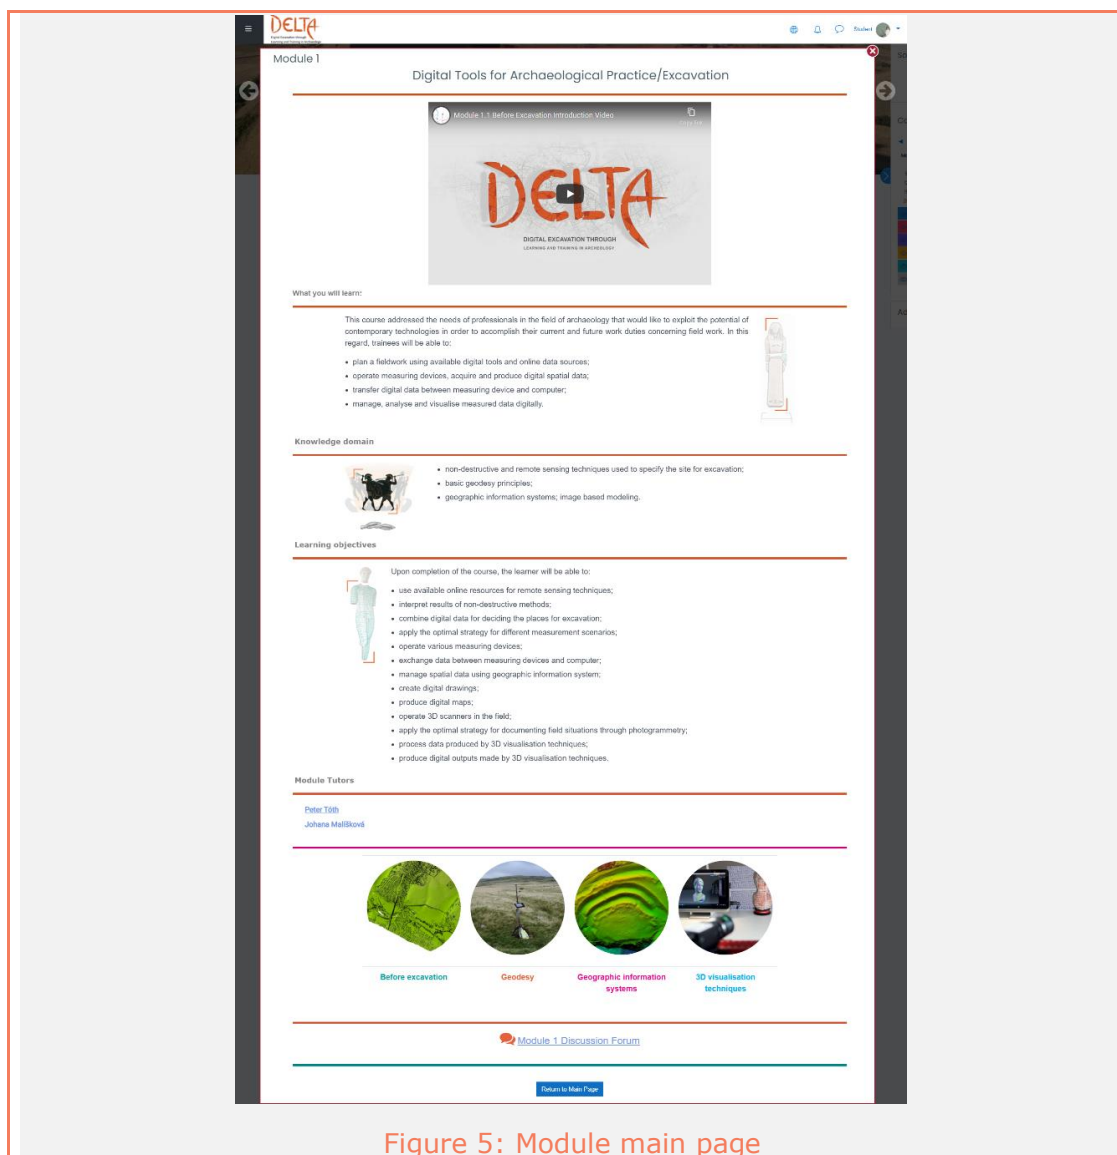 DELTA
Digital Excavation through
Learning and Training in Archaeology
Student
Module 1
Digital Tools for Archaeological Practice/Excavation
Module 1.1 Before Excavation Introduction Video
DELTA
DIGITAL EXCAVATION THROUGH
LEARNING AND TRAINING IN ARCHEOLOGY
What you will learn:
This course addressed the needs of professionals in the field of archaeology that would like to exploit the potential of
contemporary technologies in order to accomplish their current and future work duties concerning field work. In this
regard, trainees will be able to:
• plan a fieldwork using available digital tools and online data sources;
• operate measuring devices, acquire and produce digital spatial data;
• transfer digital data between measuring device and computer;
• manage, analyse and visualise measured data digitally.
Knowledge domain
• non-destructive and remote sensing techniques used to specify the site for excavation;
• basic geodesy principles;
• geographic information systems; image based modeling.
Learning objectives
Upon completion of the course, the learner will be able to:
• use available online resources for remote sensing techniques;
• interpret results of non-destructive methods;
• combine digital data for deciding the places for excavation;
• apply the optimal strategy for different measurement scenarios;
• operate various measuring devices;
• exchange data between measuring devices and computer;
• manage spatial data using geographic information system;
• create digital drawings;
• produce digital maps;
• operate 3D scanners in the field;
• apply the optimal strategy for documenting field situations through photogrammetry;
• process data produced by 3D visualisation techniques;
• produce digital outputs made by 3D visualisation techniques.
Module Tutors
Peter Tóth
Johana Malíšková
Before excavation
Geodesy
Geographic information
systems
3D visualisation
techniques
Module 1 Discussion Forum
Return to Main Page
Figure 5: Module main page